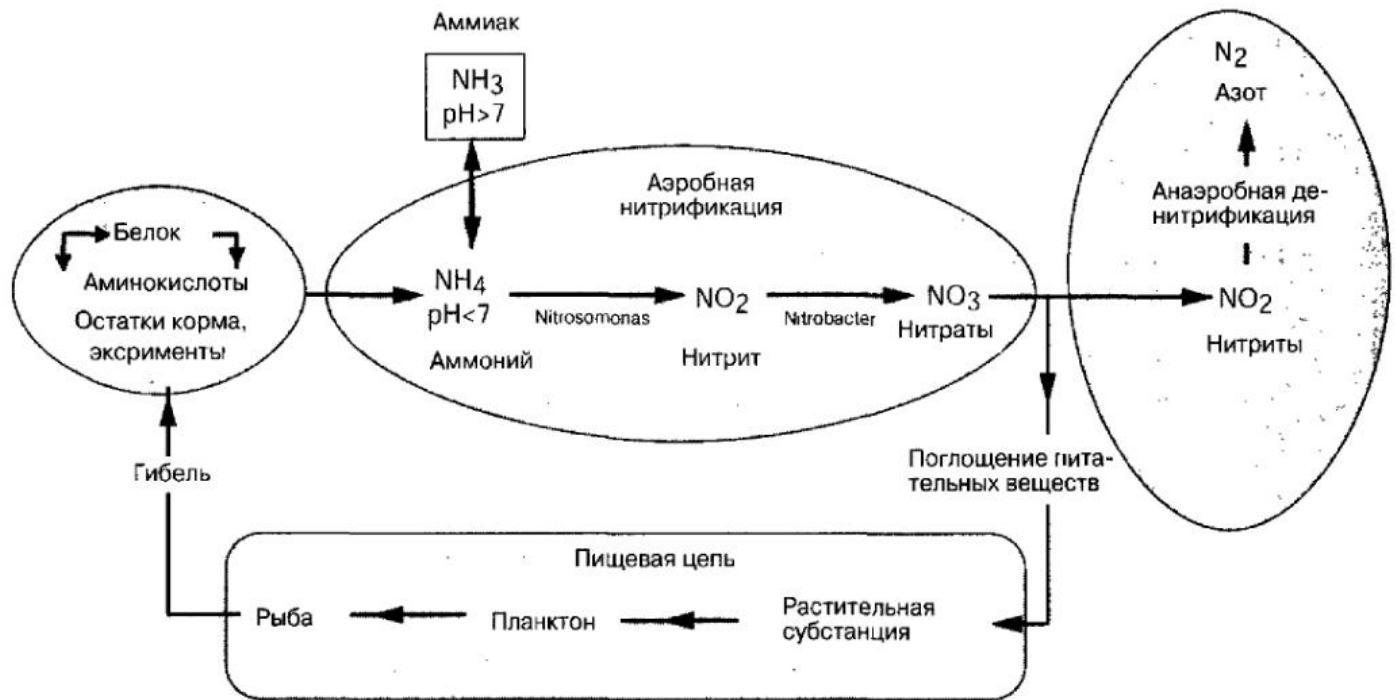 Аммиак
NH3
pH>7
N2
Азот
Аэробная
нитрификация
Анаэробная де-
нитрификация
Белок
Аминокислоты
Остатки корма,
эксрименты
NH4
pH<7
Аммоний
Nitrosomonas
NO2
Нитрит
Nitrobacter
NO3
Нитраты
NO2
Нитриты
Гибель
Поглощение пита-
тельных веществ
Пищевая цепь
Рыба
Планктон
Растительная
субстанция